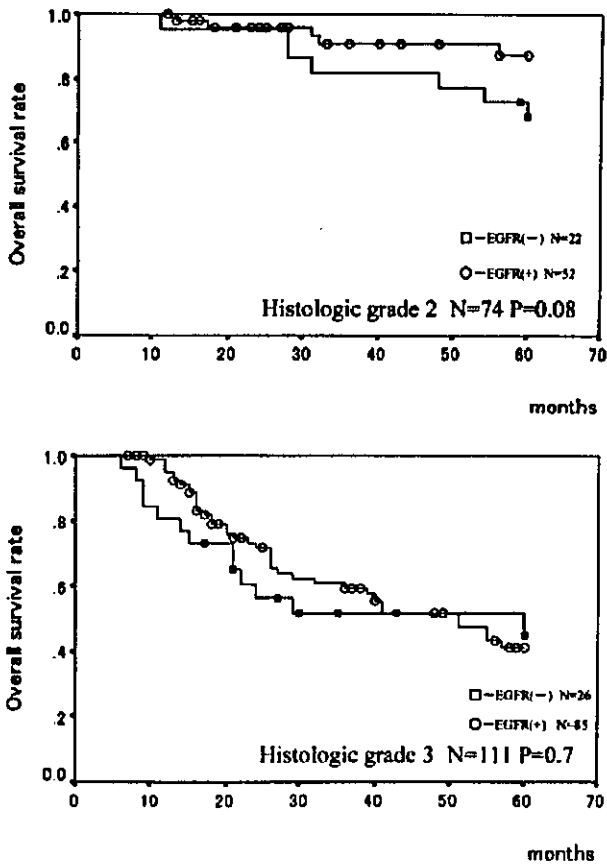 Overall survival rate
1.0
.8
.6
.4
.2
0.0
□-EGFR(-) N=22
○-EGFR(+) N=52
Histologic grade 2 N=74 P=0.08
0 10 20 30 40 50 60 70
months
Overall survival rate
1.0
.8
.6
.4
.2
0.0
□-EGFR(-) N=26
○-EGFR(+) N=85
Histologic grade 3 N=111 P=0.7
0 10 20 30 40 50 60 70
months